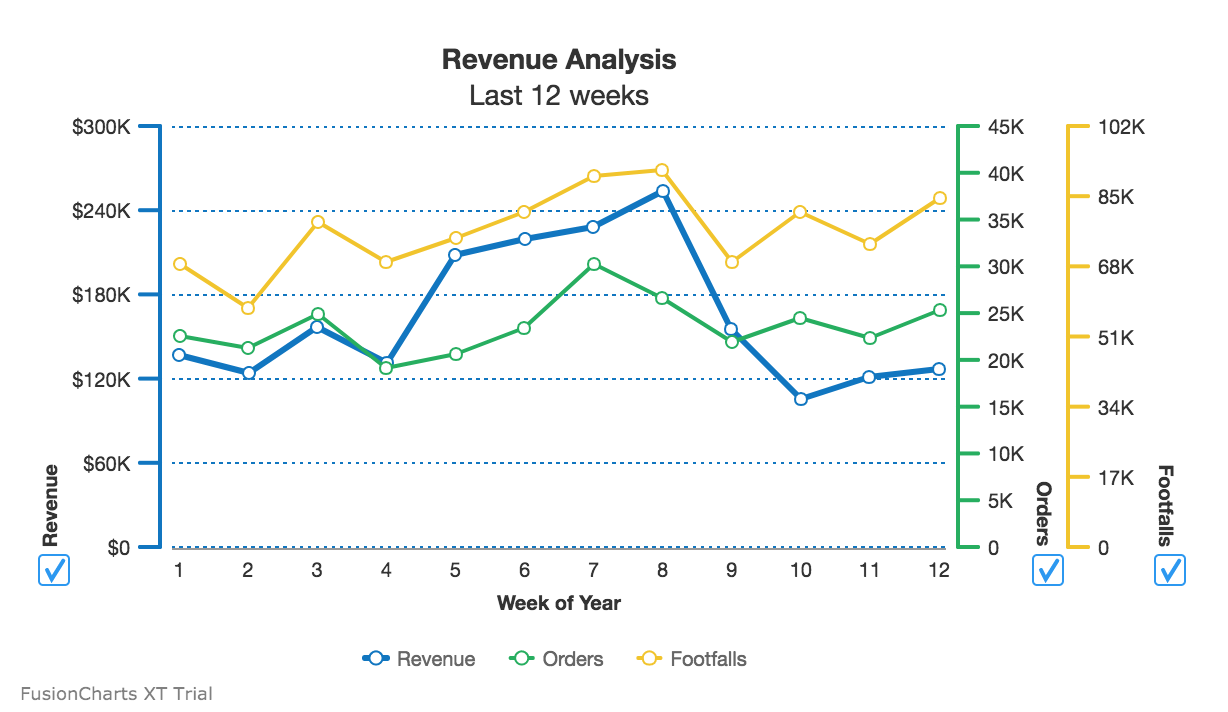 Revenue Analysis
Last 12 weeks
$300K
$240K
$180K
$120K
$60K
$0
Revenue
45K
40K
35K
30K
25K
20K
15K
10K
5K
0
Orders
102K
85K
68K
51K
34K
17K
0
Footfalls
1 2 3 4 5 6 7 8 9 10 11 12
Week of Year
Revenue Orders Footfalls
FusionCharts XT Trial